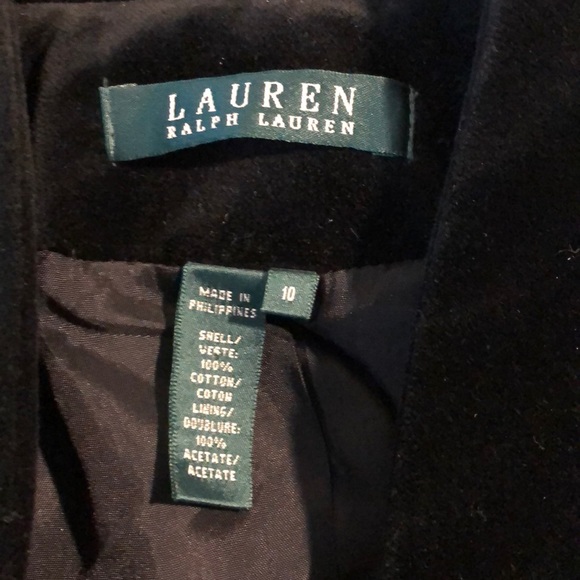 LAUREN
RALPH LAUREN
MADE IN
PHILIPPINES
10
SHELL/
VESTE:
100%
COTTON/
COTON
LINING/
DOUBLURE:
100%
ACETATE/
ACETATE